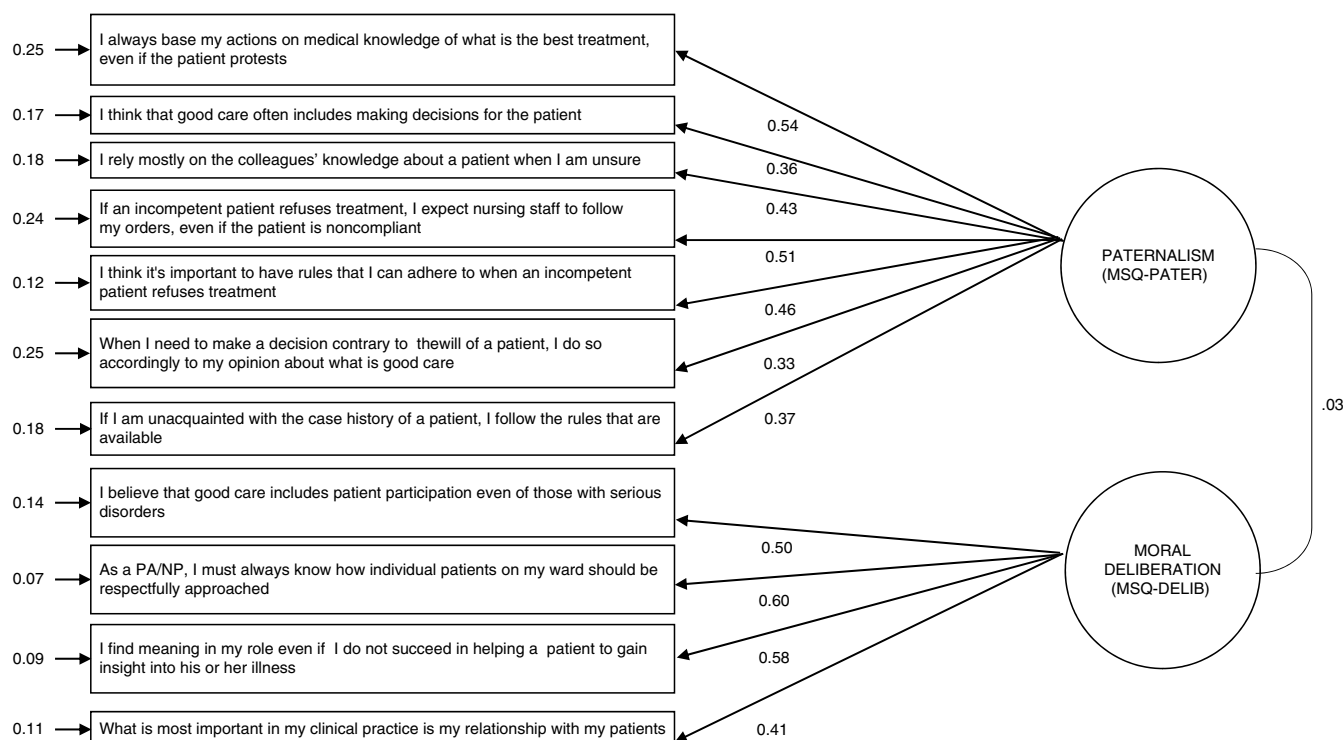 0.25
I always base my actions on medical knowledge of what is the best treatment,
even if the patient protests
0.17
I think that good care often includes making decisions for the patient
0.54
0.18
I rely mostly on the colleagues’ knowledge about a patient when I am unsure
0.36
0.24
If an incompetent patient refuses treatment, I expect nursing staff to follow
my orders, even if the patient is noncompliant
0.43
0.51
PATERNALISM
(MSQ-PATER)
0.12
I think it's important to have rules that I can adhere to when an incompetent
patient refuses treatment
0.46
0.25
When I need to make a decision contrary to thewill of a patient, I do so
accordingly to my opinion about what is good care
0.33
0.18
If I am unacquainted with the case history of a patient, I follow the rules that are
available
0.37
.03
0.14
I believe that good care includes patient participation even of those with serious
disorders
0.50
0.07
As a PA/NP, I must always know how individual patients on my ward should be
respectfully approached
0.60
MORAL
DELIBERATION
(MSQ-DELIB)
0.09
I find meaning in my role even if I do not succeed in helping a patient to gain
insight into his or her illness
0.58
0.11
What is most important in my clinical practice is my relationship with my patients
0.41